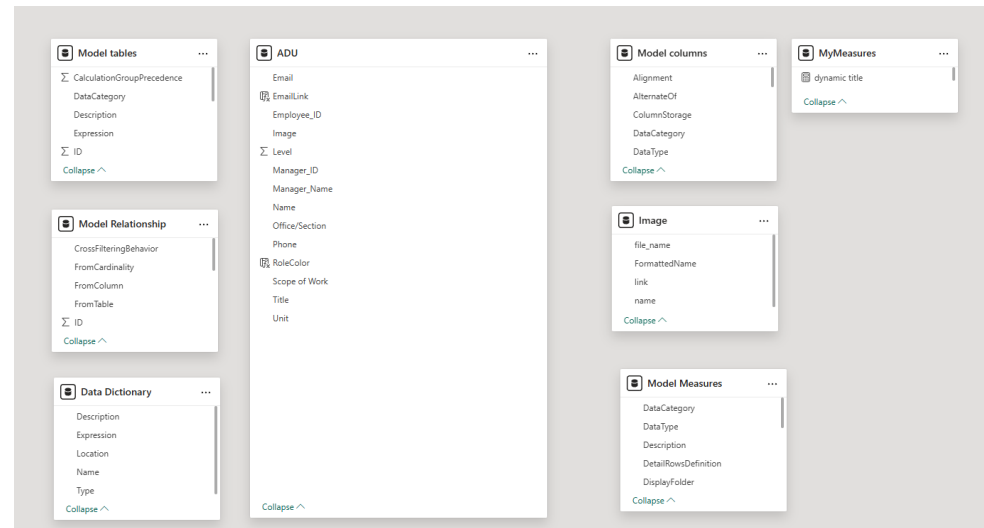 Model tables
CalculationGroupPrecedence
DataCategory
Description
Expression
ID
Collapse
Model Relationship
CrossFilteringBehavior
FromCardinality
FromColumn
FromTable
ID
Collapse
Data Dictionary
Description
Expression
Location
Name
Type
Collapse
ADU
Email
EmailLink
Employee_ID
Image
Level
Manager_ID
Manager_Name
Name
Office/Section
Phone
RoleColor
Scope of Work
Title
Unit
Collapse
Model columns
Alignment
AlternateOf
ColumnStorage
DataCategory
DataType
Collapse
Image
file_name
FormattedName
link
name
Collapse
Model Measures
DataCategory
DataType
Description
DetailRowsDefinition
DisplayFolder
Collapse
MyMeasures
dynamic title
Collapse